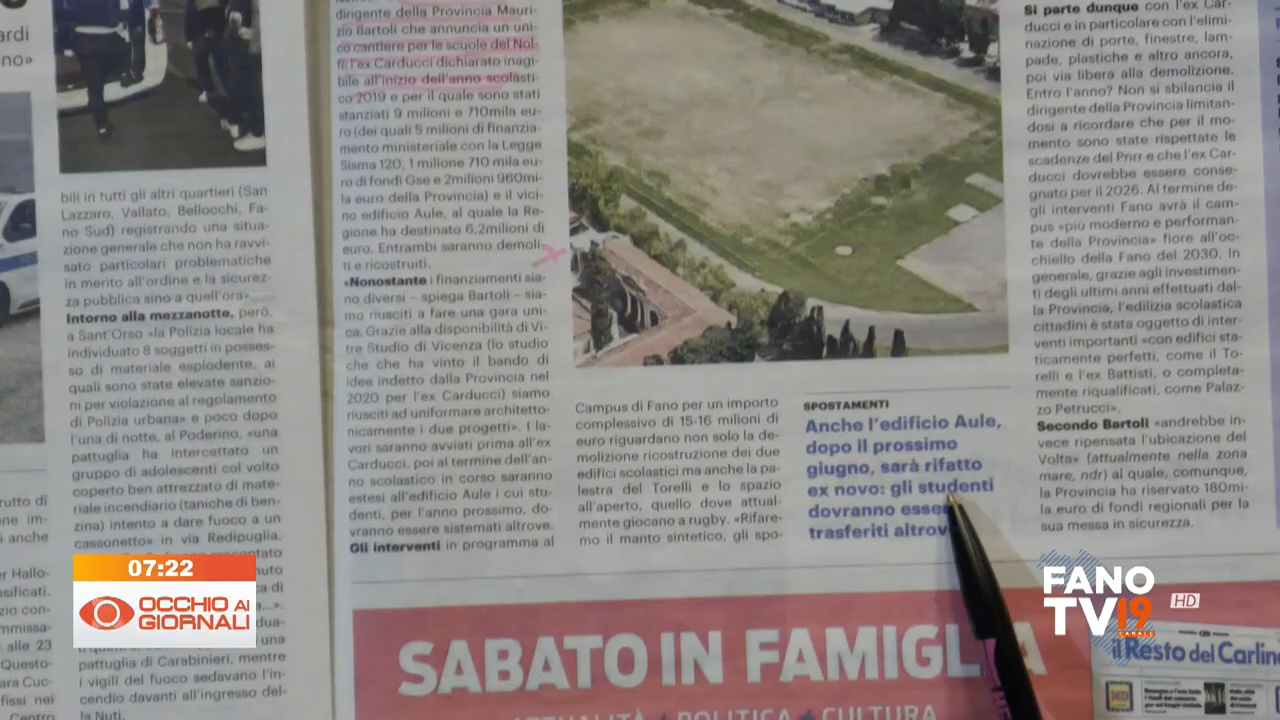 ardi
no»
bili in tutti gli altri quartieri (San
Lazzaro, Vallato, Bellocchi, Fa-
no Sud) registrando una situa-
zione generale che non ha ravvi-
sato particolari problematiche
in merito all'ordine e la sicurez-
za pubblica sino a quell'ora».
Intorno alla mezzanotte, però,
a Sant'Orso «la Polizia locale ha
individuato 8 soggetti in posses-
so di materiale esplodente, ai
quali sono state elevate sanzio-
ni per violazione al regolamento
di Polizia urbana» e poco dopo
l'una di notte, al Poderino, «una
pattuglia ha intercettato un
gruppo di adolescenti col volto
coperto ben attrezzato di mate-
riale incendiario (taniche di ben-
zina) intento a dare fuoco a un
cassonetto» in via Redipuglia.
pattuglia di Carabinieri, mentre
i vigili del fuoco sedavano l'in-
cendio davanti all'ingresso del-
la Nuti.
dirigente della Provincia Mauri-
zio Bartoli che annuncia un uni-
co cantiere per le scuole del Nol-
fi: l'ex Carducci dichiarato inagi-
bile all'inizio dell'anno scolasti-
co 2019 e per il quale sono stati
stanziati 9 milioni e 710mila eu-
ro (dei quali 5 milioni di finanzia-
mento ministeriale con la Legge
Sisma 120, 1 milione 710 mila eu-
ro di fondi Gse e 2milioni 960mi-
la euro della Provincia) e il vici-
no edificio Aule, al quale la Re-
gione ha destinato 6,2milioni di
euro. Entrambi saranno demoli-
ti e ricostruiti.
«Nonostante i finanziamenti sia-
no diversi - spiega Bartoli - sia-
mo riusciti a fare una gara uni-
ca. Grazie alla disponibilità di Vi-
tre Studio di Vicenza (lo studio
che che ha vinto il bando di
idee indetto dalla Provincia nel
2020 per l'ex Carducci) siamo
riusciti ad uniformare architetto-
nicamente i due progetti». I la-
vori saranno avviati prima all'ex
Carducci, poi al termine dell'an-
no scolastico in corso saranno
estesi all'edificio Aule i cui stu-
denti, per l'anno prossimo, do-
vranno essere sistemati altrove.
Gli interventi in programma al
Campus di Fano per un importo
complessivo di 15-16 milioni di
euro riguardano non solo la de-
molizione ricostruzione dei due
edifici scolastici ma anche la pa-
lestra del Torelli e lo spazio
all'aperto, quello dove attual-
mente giocano a rugby. «Rifare-
mo il manto sintetico, gli spo-
SPOSTAMENTI
Anche l'edificio Aule,
dopo il prossimo
giugno, sarà rifatto
ex novo: gli studenti
dovranno esser
trasferiti altrov
Si parte dunque con l'ex Car-
ducci e in particolare con l'elimi-
nazione di porte, finestre, lam-
pade, plastiche e altro ancora,
poi via libera alla demolizione.
Entro l'anno? Non si sbilancia il
dirigente della Provincia limitan-
dosi a ricordare che per il mo-
mento sono state rispettate le
scadenze del Pnrr e che l'ex Car-
ducci dovrebbe essere conse-
gnato per il 2026. Al termine de-
gli interventi Fano avrà il cam-
pus «più moderno e performan-
te della Provincia» fiore all'oc-
chiello della Fano del 2030. In
generale, grazie agli investimen-
ti degli ultimi anni effettuati dal-
la Provincia, l'edilizia scolastica
cittadini è stata oggetto di inter-
venti importanti «con edifici sta-
ticamente perfetti, come il To-
relli e l'ex Battisti, o completa-
mente riqualificati, come Palaz-
zo Petrucci».
Secondo Bartoli «andrebbe in-
vece ripensata l'ubicazione del
Volta» (attualmente nella zona
mare, ndr) al quale, comunque,
la Provincia ha riservato 180mi-
la euro di fondi regionali per la
sua messa in sicurezza.
SABATO IN FAMIGL A
ATTUALITÀ POLITICA CULTURA
07:22
OCCHIO AI
GIORNALI
FANO
TV19
CANALE
HD
il Resto del Carlino